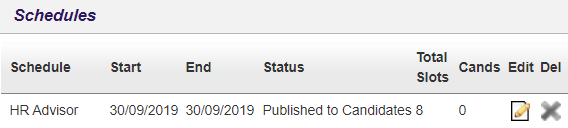 Schedules
Schedule Start End Status Total Slots Cands Edit Del
HR Advisor 30/09/2019 30/09/2019 Published to Candidates 8 0